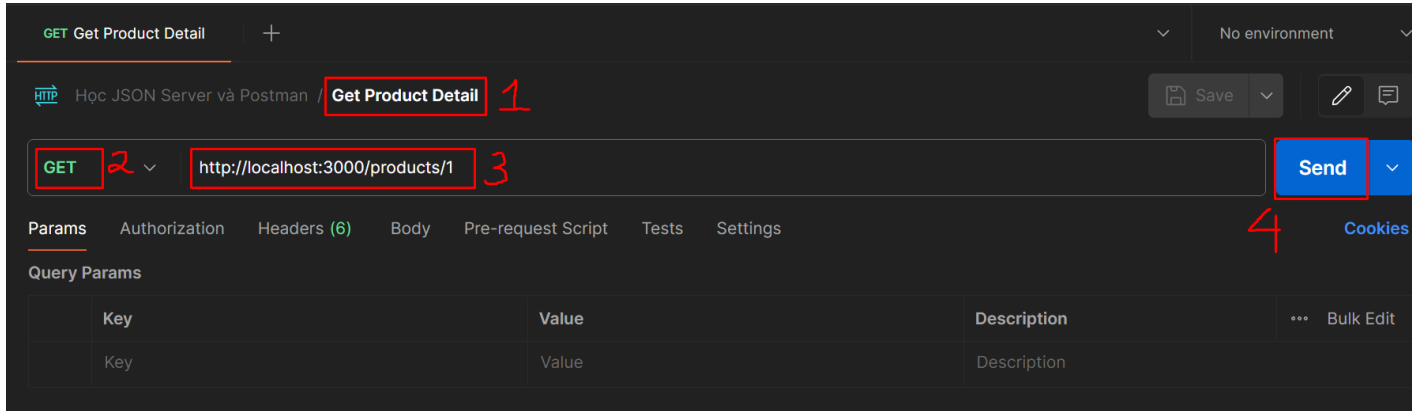 GET Get Product Detail + No environment
HTTP Học JSON Server và Postman / Get Product Detail 1 Save
GET 2 http://localhost:3000/products/1 3 Send
4
Params Authorization Headers (6) Body Pre-request Script Tests Settings Cookies
Query Params
Key Value Description ••• Bulk Edit
Key Value Description